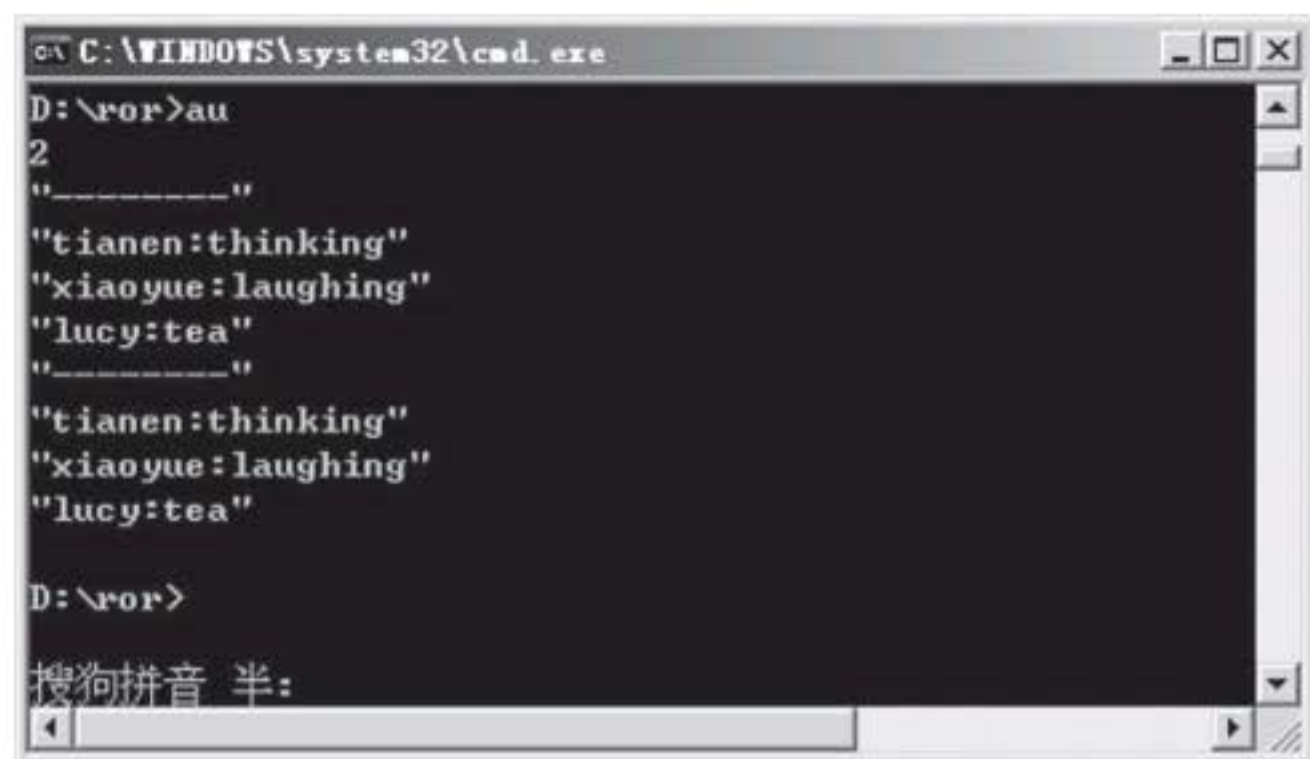 C:\WINDOWS\system32\cmd.exe
D:\ror>au
2
"--------"
"tianen:thinking"
"xiaoyue:laughing"
"lucy:tea"
"--------"
"tianen:thinking"
"xiaoyue:laughing"
"lucy:tea"
D:\ror>
搜狗拼音 半: